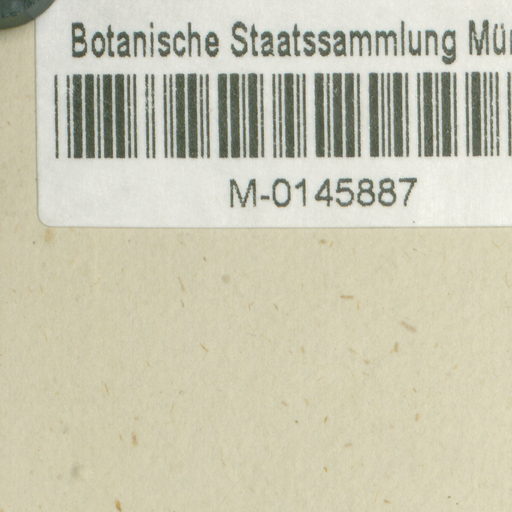 Botanische Staatssammlung Mün
M-0145887